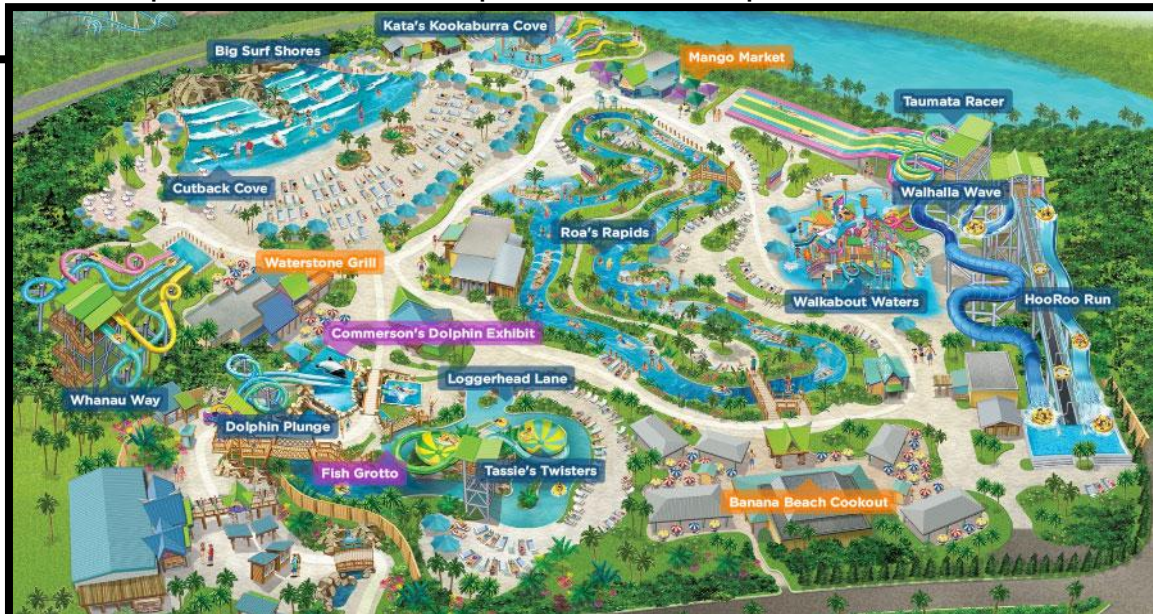 Kata's Kookaburra Cove
Big Surf Shores
Mango Market
Taumata Racer
Cutback Cove
Walhalla Wave
Roa's Rapids
Waterstone Grill
Walkabout Waters
HooRoo Run
Commerson's Dolphin Exhibit
Loggerhead Lane
Whanau Way
Dolphin Plunge
Fish Grotto
Tassie's Twisters
Banana Beach Cookout